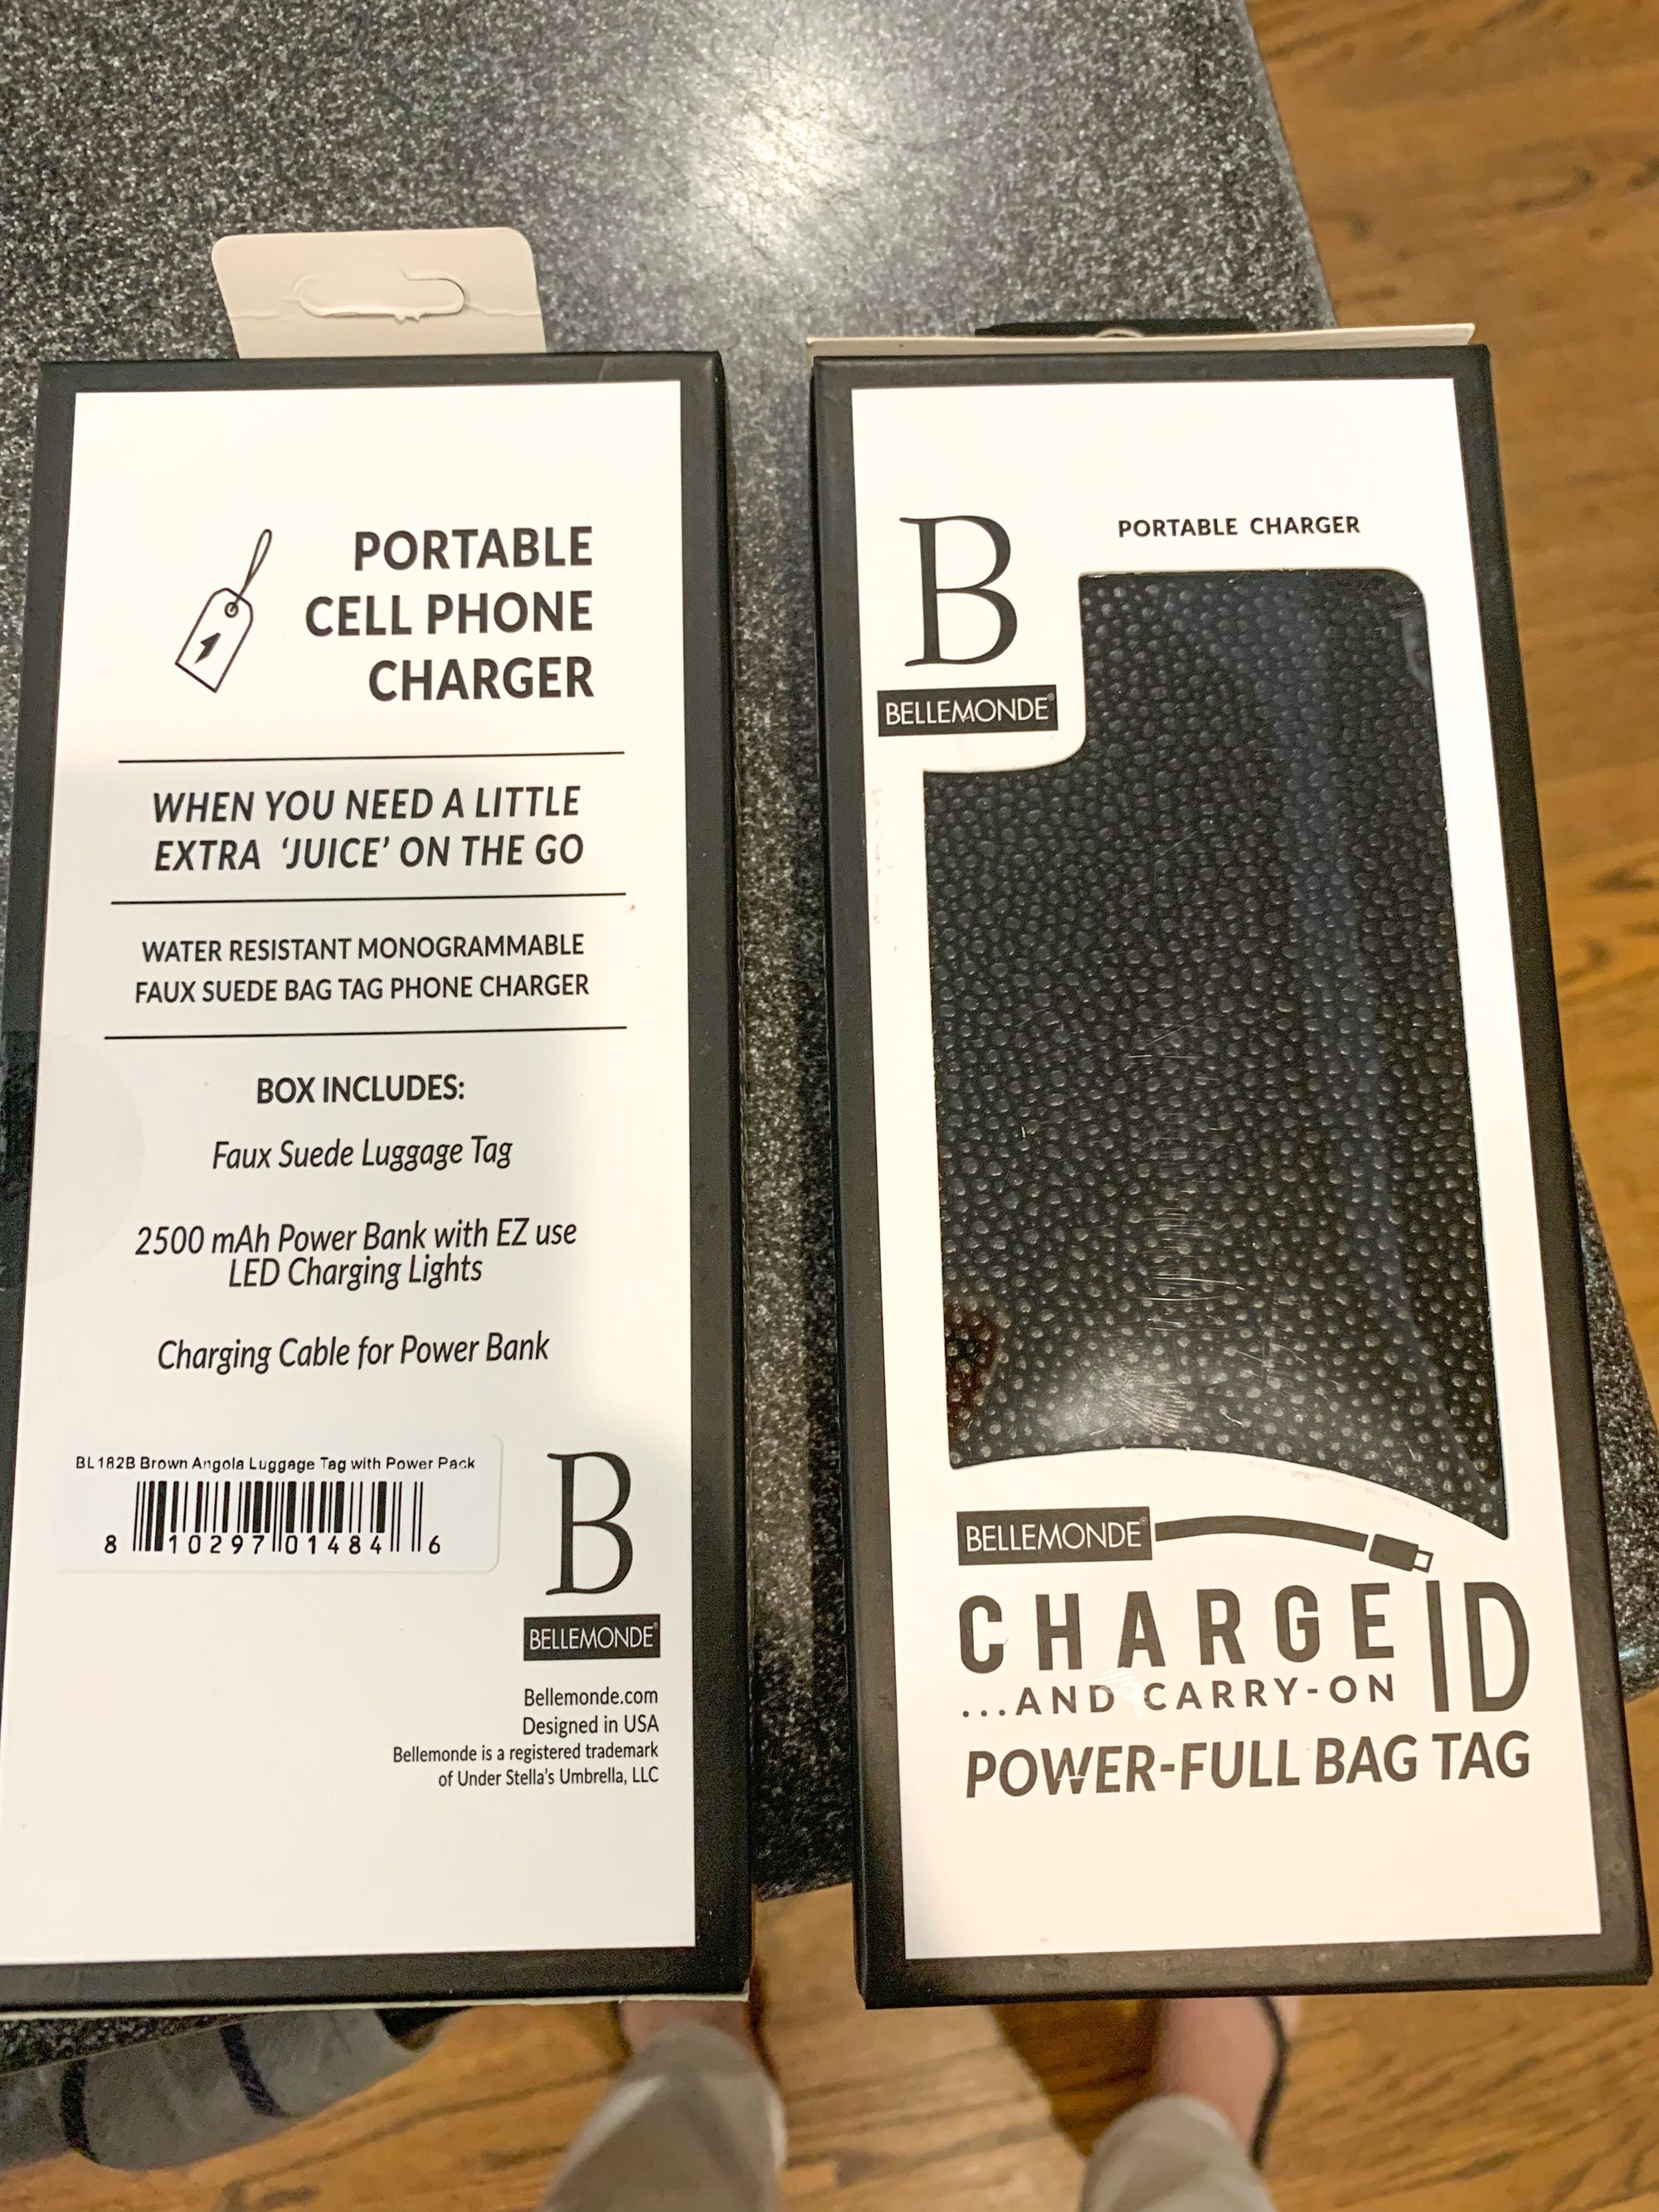 PORTABLE
CELL PHONE
CHARGER
WHEN YOU NEED A LITTLE
EXTRA 'JUICE' ON THE GO
WATER RESISTANT MONOGRAMMABLE
FAUX SUEDE BAG TAG PHONE CHARGER
BOX INCLUDES:
Faux Suede Luggage Tag
2500 mAh Power Bank with EZ use
LED Charging Lights
Charging Cable for Power Bank
BL182B Brown Angola Luggage Tag with Power Pack
8 10297 01484 6
B
BELLEMONDE®
Bellemonde.com
Designed in USA
Bellemonde is a registered trademark
of Under Stella's Umbrella, LLC
B
PORTABLE CHARGER
BELLEMONDE®
BELLEMONDE®
CHARGE ID
...AND CARRY-ON
POWER-FULL BAG TAG